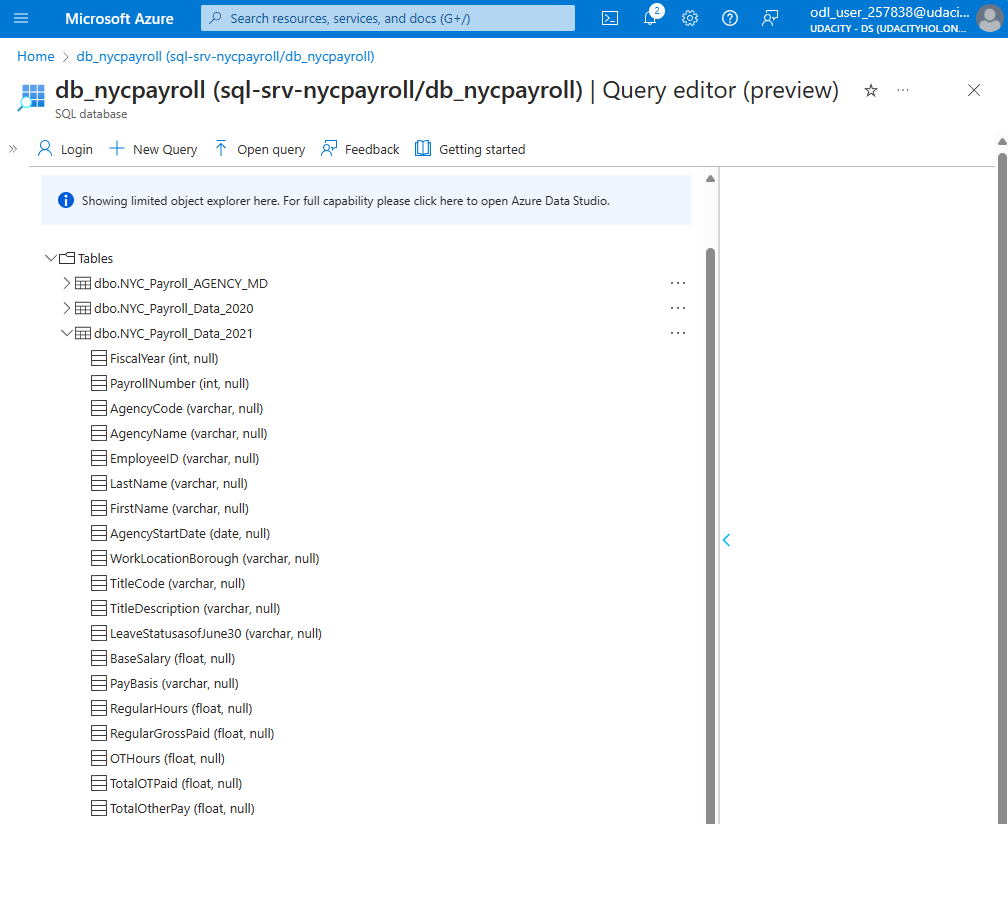 Microsoft Azure
Search resources, services, and docs (G+/)
2
odl_user_257838@udaci...
UDACITY - DS (UDACITYHOL.ON...
Home > db_nycpayroll (sql-srv-nycpayroll/db_nycpayroll)
db_nycpayroll (sql-srv-nycpayroll/db_nycpayroll) | Query editor (preview)
SQL database
Login
New Query
Open query
Feedback
Getting started
Showing limited object explorer here. For full capability please click here to open Azure Data Studio.
Tables
dbo.NYC_Payroll_AGENCY_MD
dbo.NYC_Payroll_Data_2020
dbo.NYC_Payroll_Data_2021
FiscalYear (int, null)
PayrollNumber (int, null)
AgencyCode (varchar, null)
AgencyName (varchar, null)
EmployeeID (varchar, null)
LastName (varchar, null)
FirstName (varchar, null)
AgencyStartDate (date, null)
WorkLocationBorough (varchar, null)
TitleCode (varchar, null)
TitleDescription (varchar, null)
LeaveStatusasofJune30 (varchar, null)
BaseSalary (float, null)
PayBasis (varchar, null)
RegularHours (float, null)
RegularGrossPaid (float, null)
OTHours (float, null)
TotalOTPaid (float, null)
TotalOtherPay (float, null)